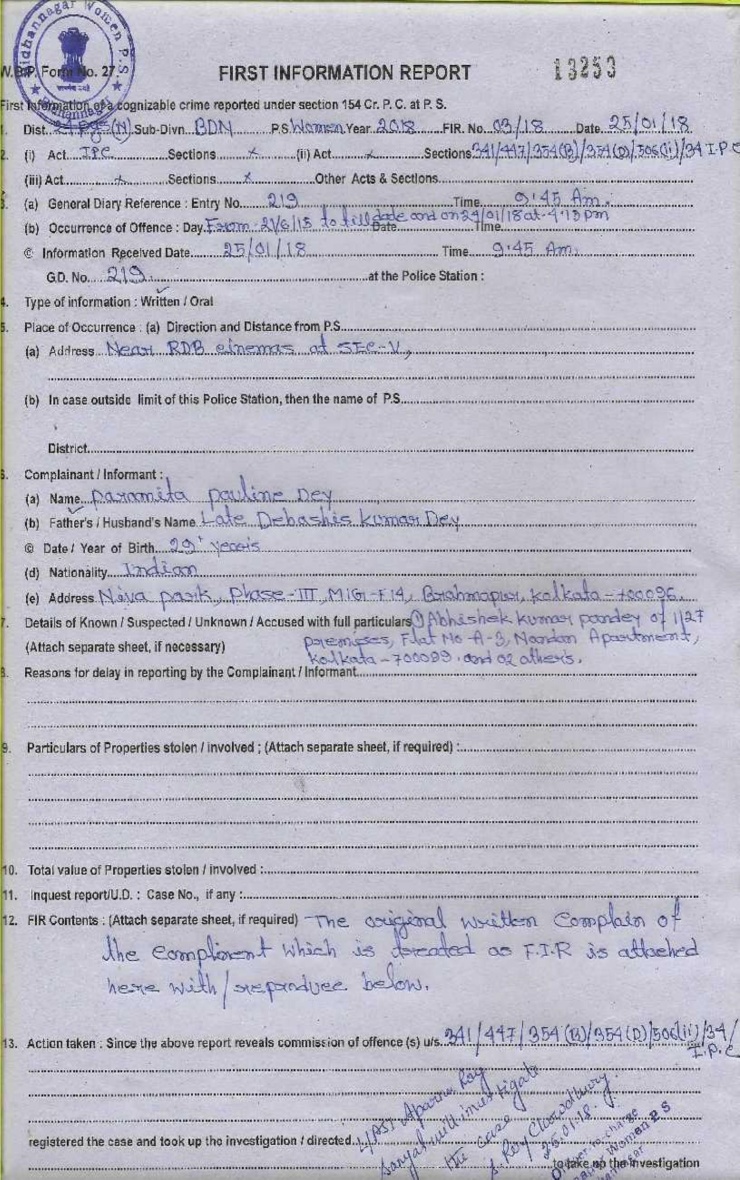 Bidhannagar Women P.S
Bidhannagar
W.B.P. Form No. 27
FIRST INFORMATION REPORT
13253
First Information of a cognizable crime reported under section 154 Cr. P. C. at P. S.
1. Dist. 24 pgs (N) Sub-Divn. BDN P.S. Women Year 2018 FIR. No. 03/18 Date 25/01/18
2. (i) Act. IPC Sections x (ii) Act x Sections 341/447/354(B)/354(D)/506(ii)/34 I.P.C
(iii) Act x Sections x Other Acts & Sections
3. (a) General Diary Reference : Entry No. 219 Time 9:45 Am.
(b) Occurrence of Offence : Day From 21/6/15 to till date and on 24/01/18 at 4:15 pm Date Time
© Information Received Date 25/01/18 Time 9:45 Am.
G.D. No. 219 at the Police Station :
4. Type of information : Written / Oral
5. Place of Occurrence : (a) Direction and Distance from P.S.
(a) Address Near RDB cinemas at SEC-V,
(b) In case outside limit of this Police Station, then the name of P.S.
District
6. Complainant / Informant :
(a) Name Paramita pauline Dey
(b) Father's / Husband's Name Late Debashis kumar Dey
© Date / Year of Birth 29 years
(d) Nationality Indian
(e) Address Niva park, Phase-III, MIG-F14, Brahmapur, kolkata-700096.
7. Details of Known / Suspected / Unknown / Accused with full particulars ① Abhishek kumar pandey of 1/27
(Attach separate sheet, if necessary) premises, Flat No-A-3, Nandan Apartment,
kolkata-700099. and 02 others.
8. Reasons for delay in reporting by the Complainant / Informant
9. Particulars of Properties stolen / involved ; (Attach separate sheet, if required) :
10. Total value of Properties stolen / involved :
11. Inquest report/U.D. : Case No., if any :
12. FIR Contents : (Attach separate sheet, if required) The original written Complain of
the complinent which is treated as F.I.R is attached
here with/reproduce below.
13. Action taken : Since the above report reveals commission of offence (s) u/s. 341/447/354(B)/354(D)/506(ii)/34/
I.P.C
registered the case and took up the investigation / directed L/ASI Aparna Roy
Sanyal will investigate
the case
S. Roy Chowdhury.
25.01.18.
Officer-in-charge
Women P S
to take up the investigation